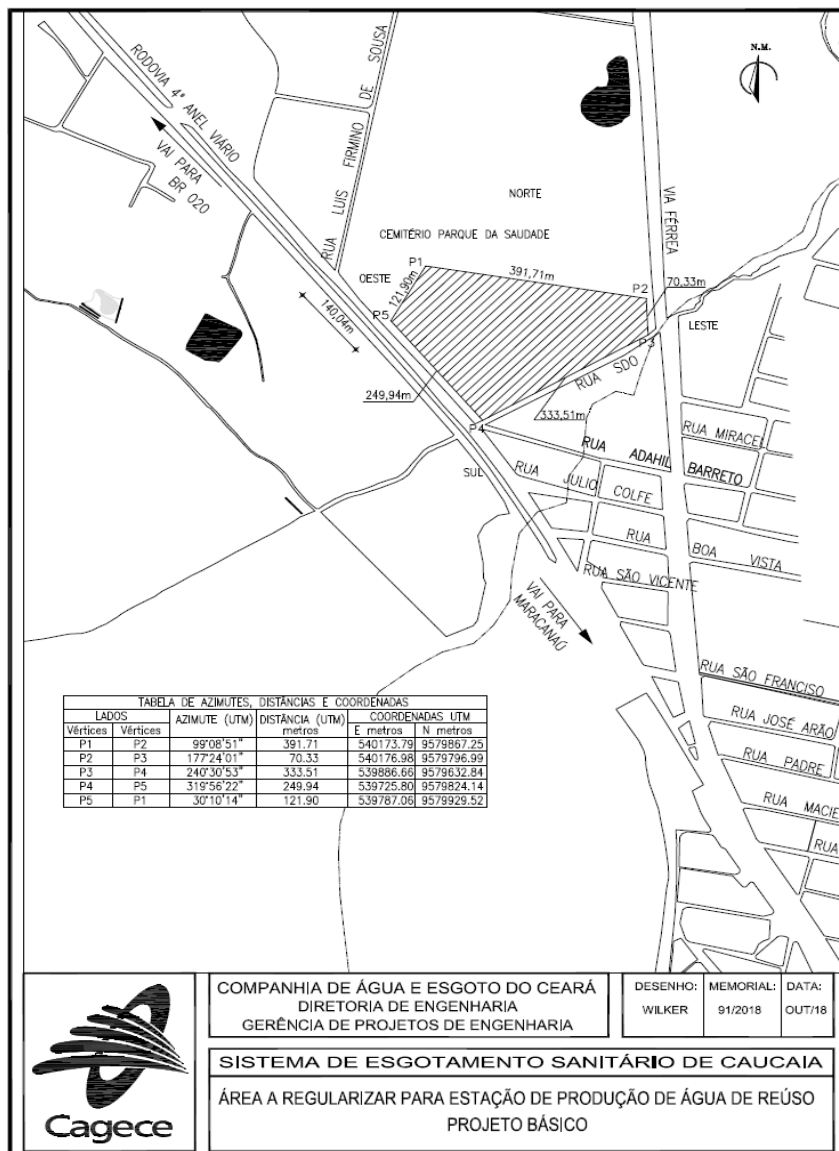 N.M.
RODOVIA 4° ANEL VIÁRIO
VAI PARA
BR 020
RUA LUIS FIRMINO DE SOUSA
NORTE
CEMITÉRIO PARQUE DA SAUDADE
VIA FÉRREA
OESTE
P1
391,71m
P2
70.33m
121,90m
P5
140,04m
LESTE
P3
RUA SDO
249,94m
333,51m
P4
SUL
RUA MIRACEL
RUA ADAHIL BARRETO
RUA JULIO COLFE
RUA BOA VISTA
RUA SÃO VICENTE
VAI PARA
MARACANAÚ
RUA SÃO FRANCISO
RUA JOSÉ ARÃO
RUA PADRE
RUA MACIE
RUA
TABELA DE AZIMUTES, DISTÂNCIAS E COORDENADAS
LADOS AZIMUTE (UTM) DISTÂNCIA (UTM) metros COORDENADAS UTM
Vértices Vértices E metros N metros
P1 P2 99°08'51" 391.71 540173.79 9579867.25
P2 P3 177°24'01" 70.33 540176.98 9579796.99
P3 P4 240°30'53" 333.51 539886.66 9579632.84
P4 P5 319°56'22" 249.94 539725.80 9579824.14
P5 P1 30°10'14" 121.90 539787.06 9579929.52
Cagece
COMPANHIA DE ÁGUA E ESGOTO DO CEARÁ
DIRETORIA DE ENGENHARIA
GERÊNCIA DE PROJETOS DE ENGENHARIA
DESENHO: MEMORIAL: DATA:
WILKER 91/2018 OUT/18
SISTEMA DE ESGOTAMENTO SANITÁRIO DE CAUCAIA
ÁREA A REGULARIZAR PARA ESTAÇÃO DE PRODUÇÃO DE ÁGUA DE REÚSO
PROJETO BÁSICO